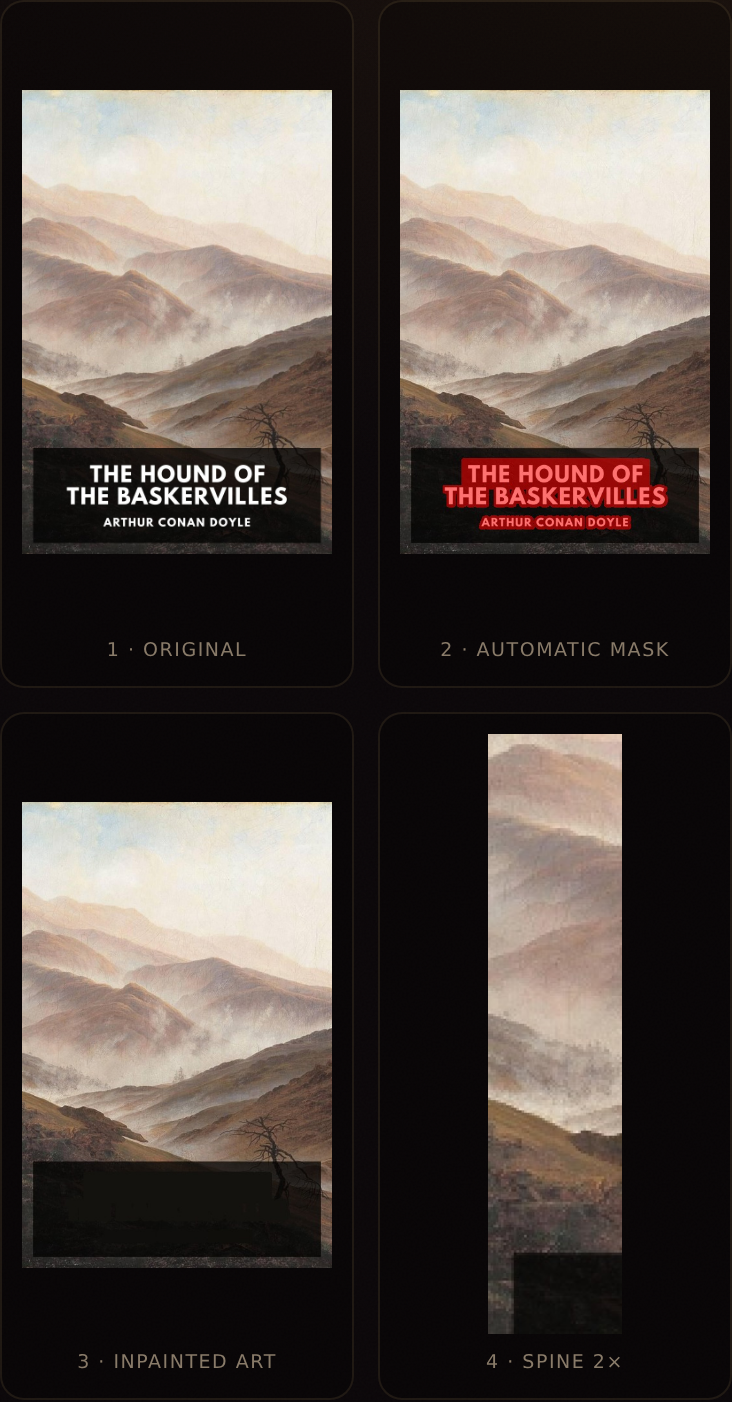 THE HOUND OF
THE BASKERVILLES
ARTHUR CONAN DOYLE
1 · ORIGINAL
THE HOUND OF
THE BASKERVILLES
ARTHUR CONAN DOYLE
2 · AUTOMATIC MASK
3 · INPAINTED ART
4 · SPINE 2×